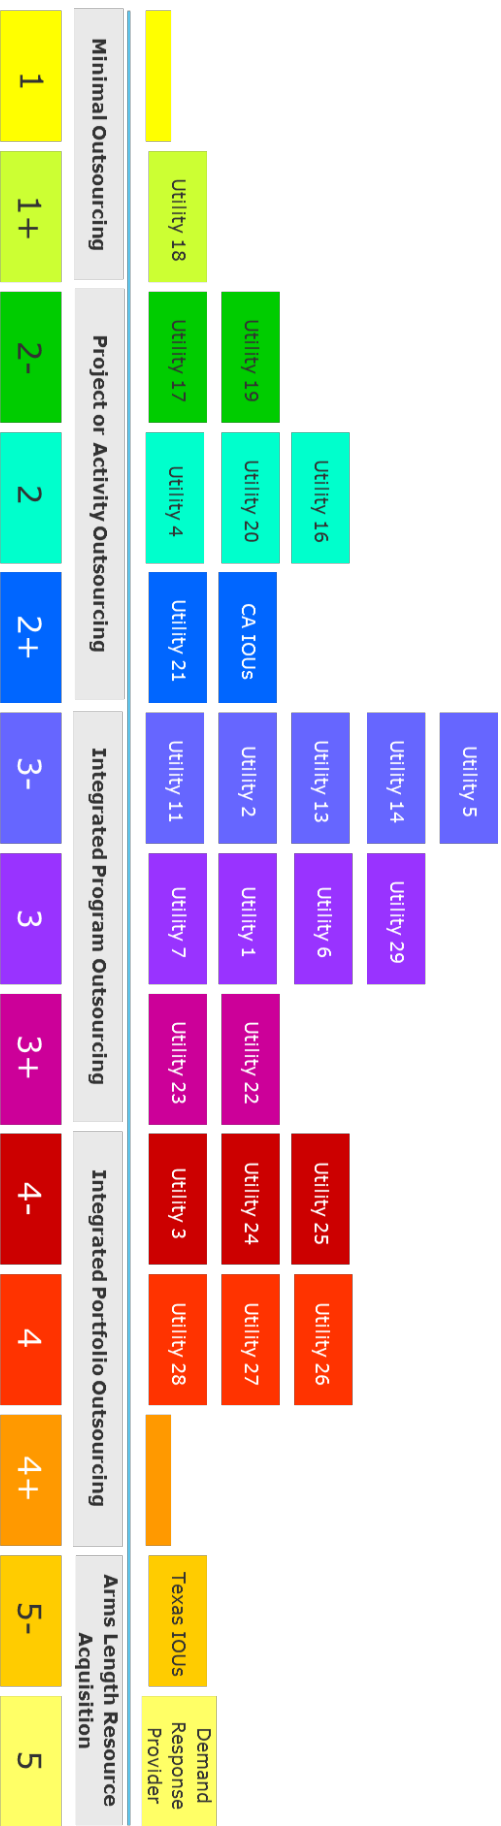 Utility 5
Utility 14
Utility 29
Utility 16
Utility 13
Utility 6
Utility 25
Utility 26
Utility 19
Utility 20
CA IOUs
Utility 2
Utility 1
Utility 22
Utility 24
Utility 27
Utility 18
Utility 17
Utility 4
Utility 21
Utility 11
Utility 7
Utility 23
Utility 3
Utility 28
Texas IOUs
Demand
Response
Provider
Minimal Outsourcing
Project or Activity Outsourcing
Integrated Program Outsourcing
Integrated Portfolio Outsourcing
Arms Length Resource
Acquisition
1
1+
2-
2
2+
3-
3
3+
4-
4
4+
5-
5